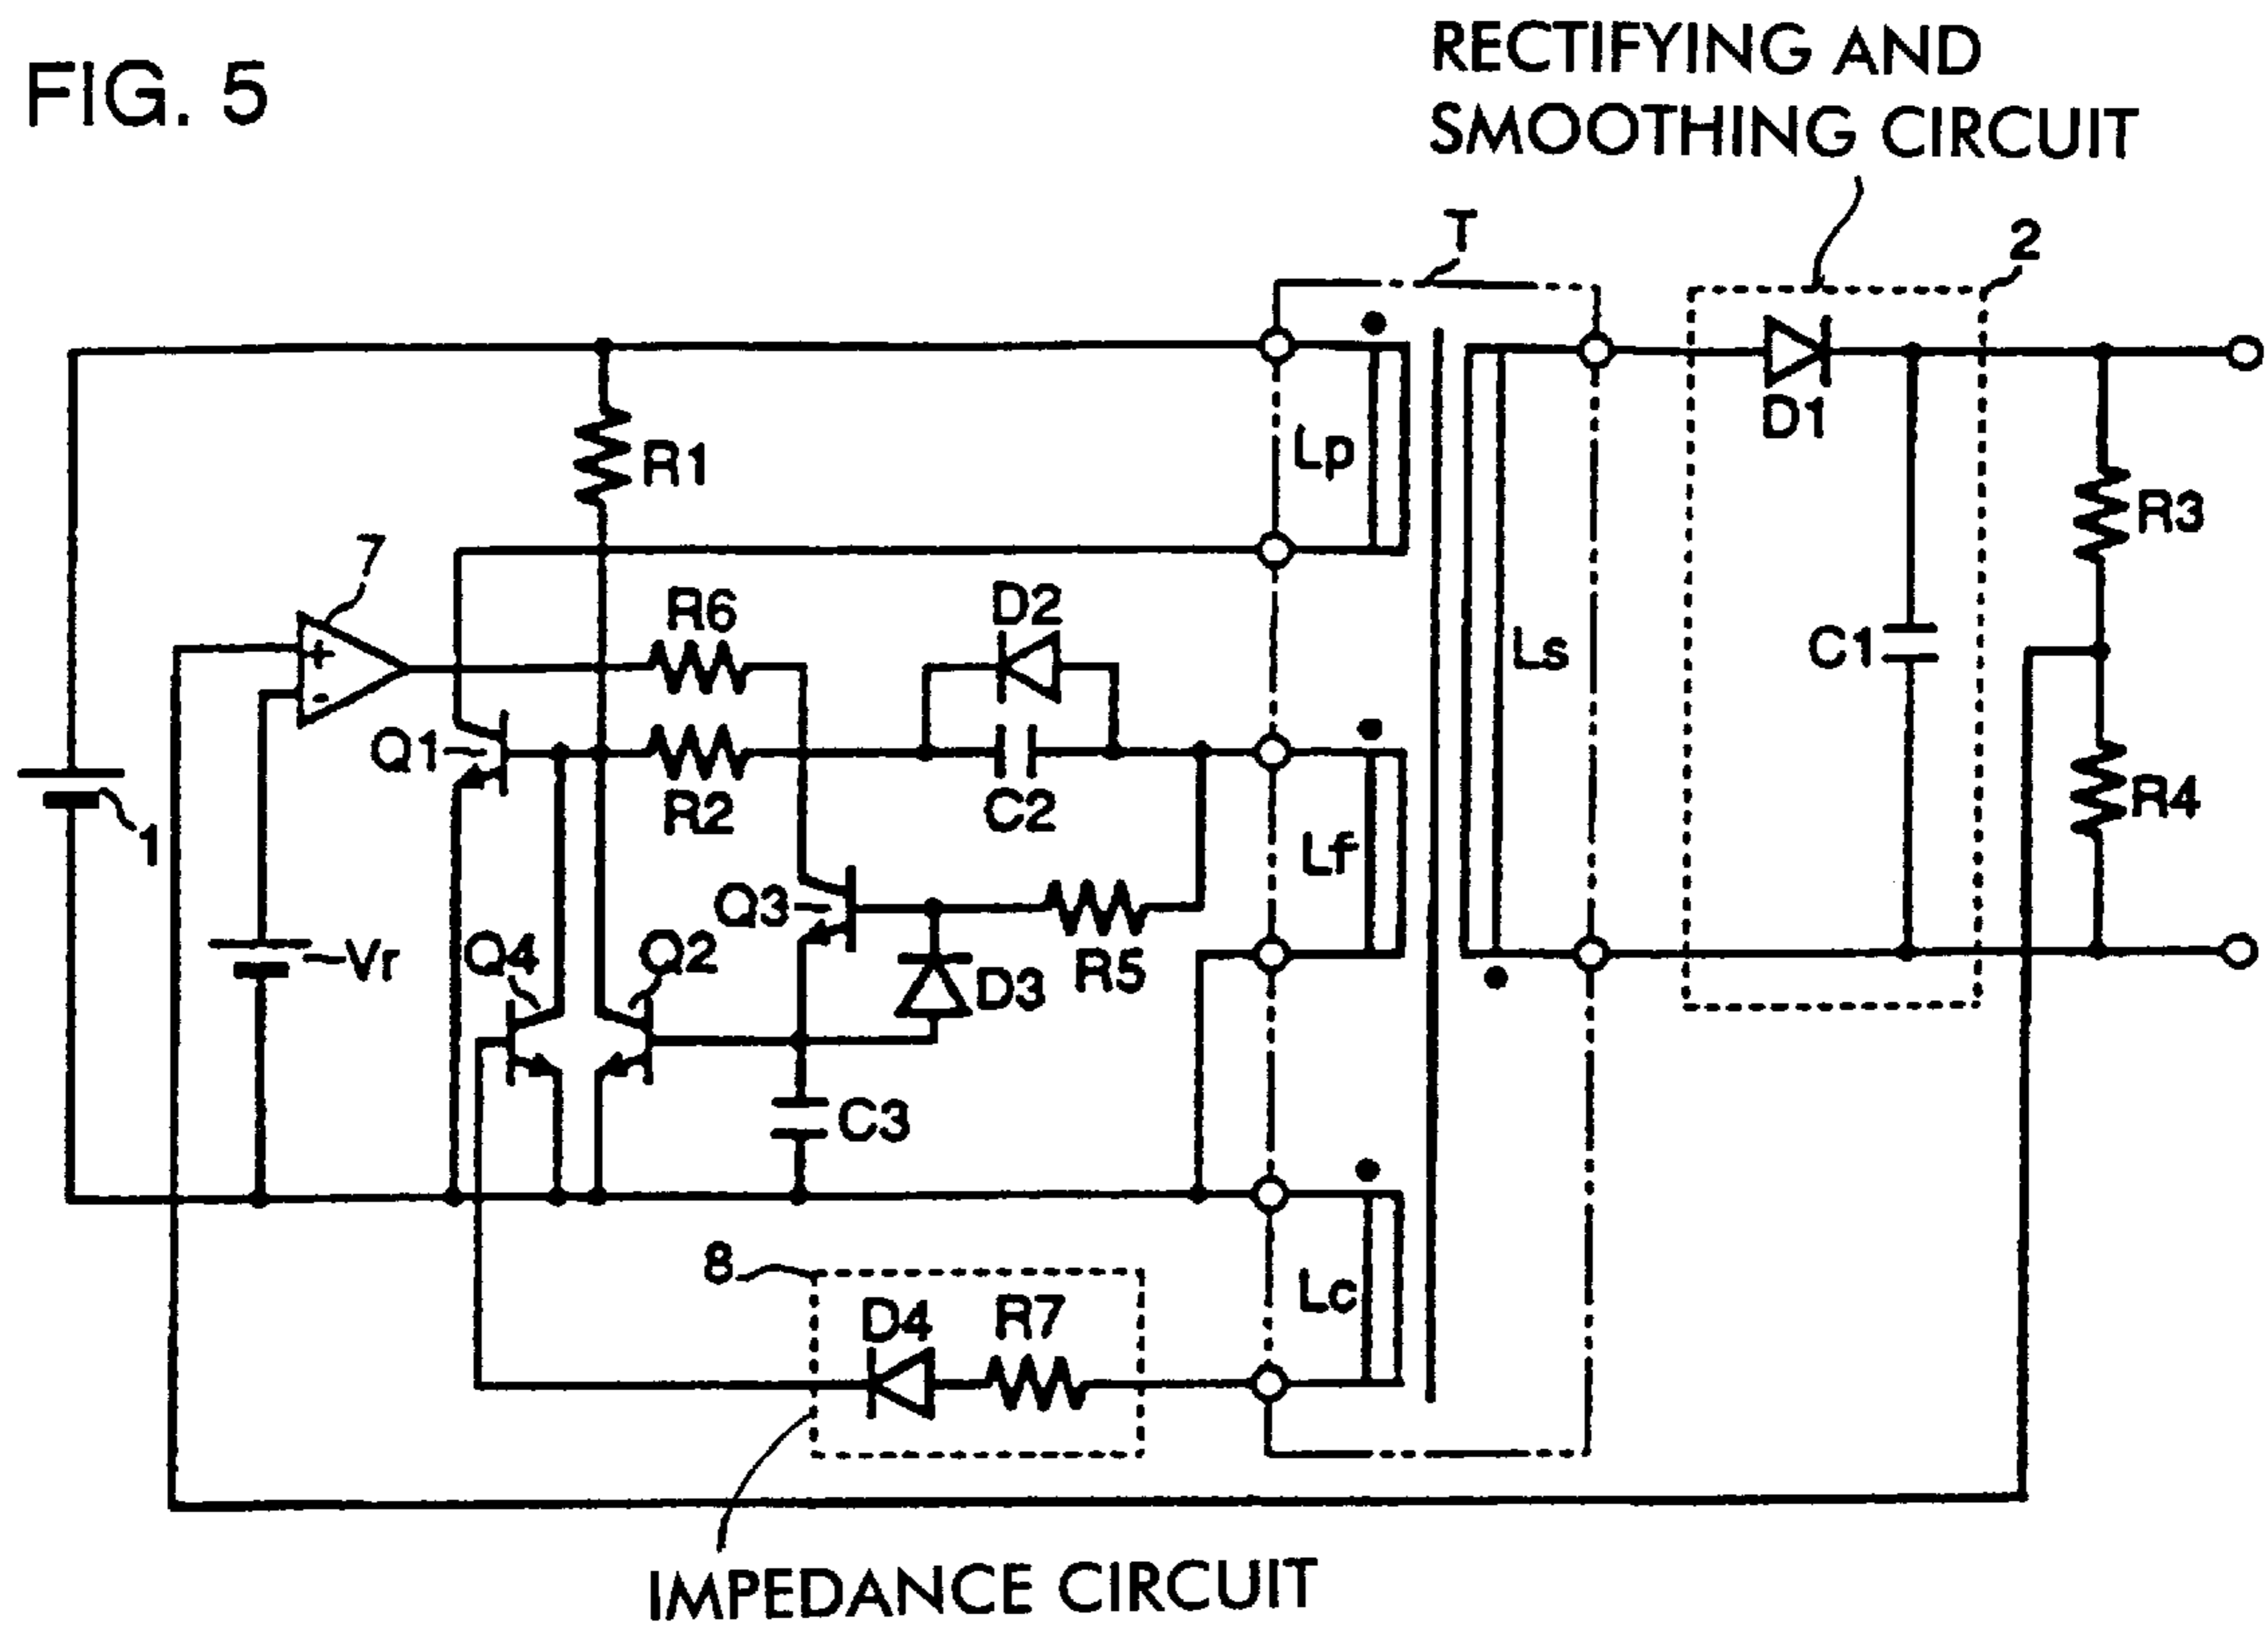 FIG. 5
RECTIFYING AND
SMOOTHING CIRCUIT
T
2
D1
R1
Lp
R3
7
+
-
R6
D2
Ls
C1
Q1
R2
C2
R4
1
Lf
Q3
Vr
Q4
Q2
D3
R5
C3
8
D4
R7
Lc
IMPEDANCE CIRCUIT